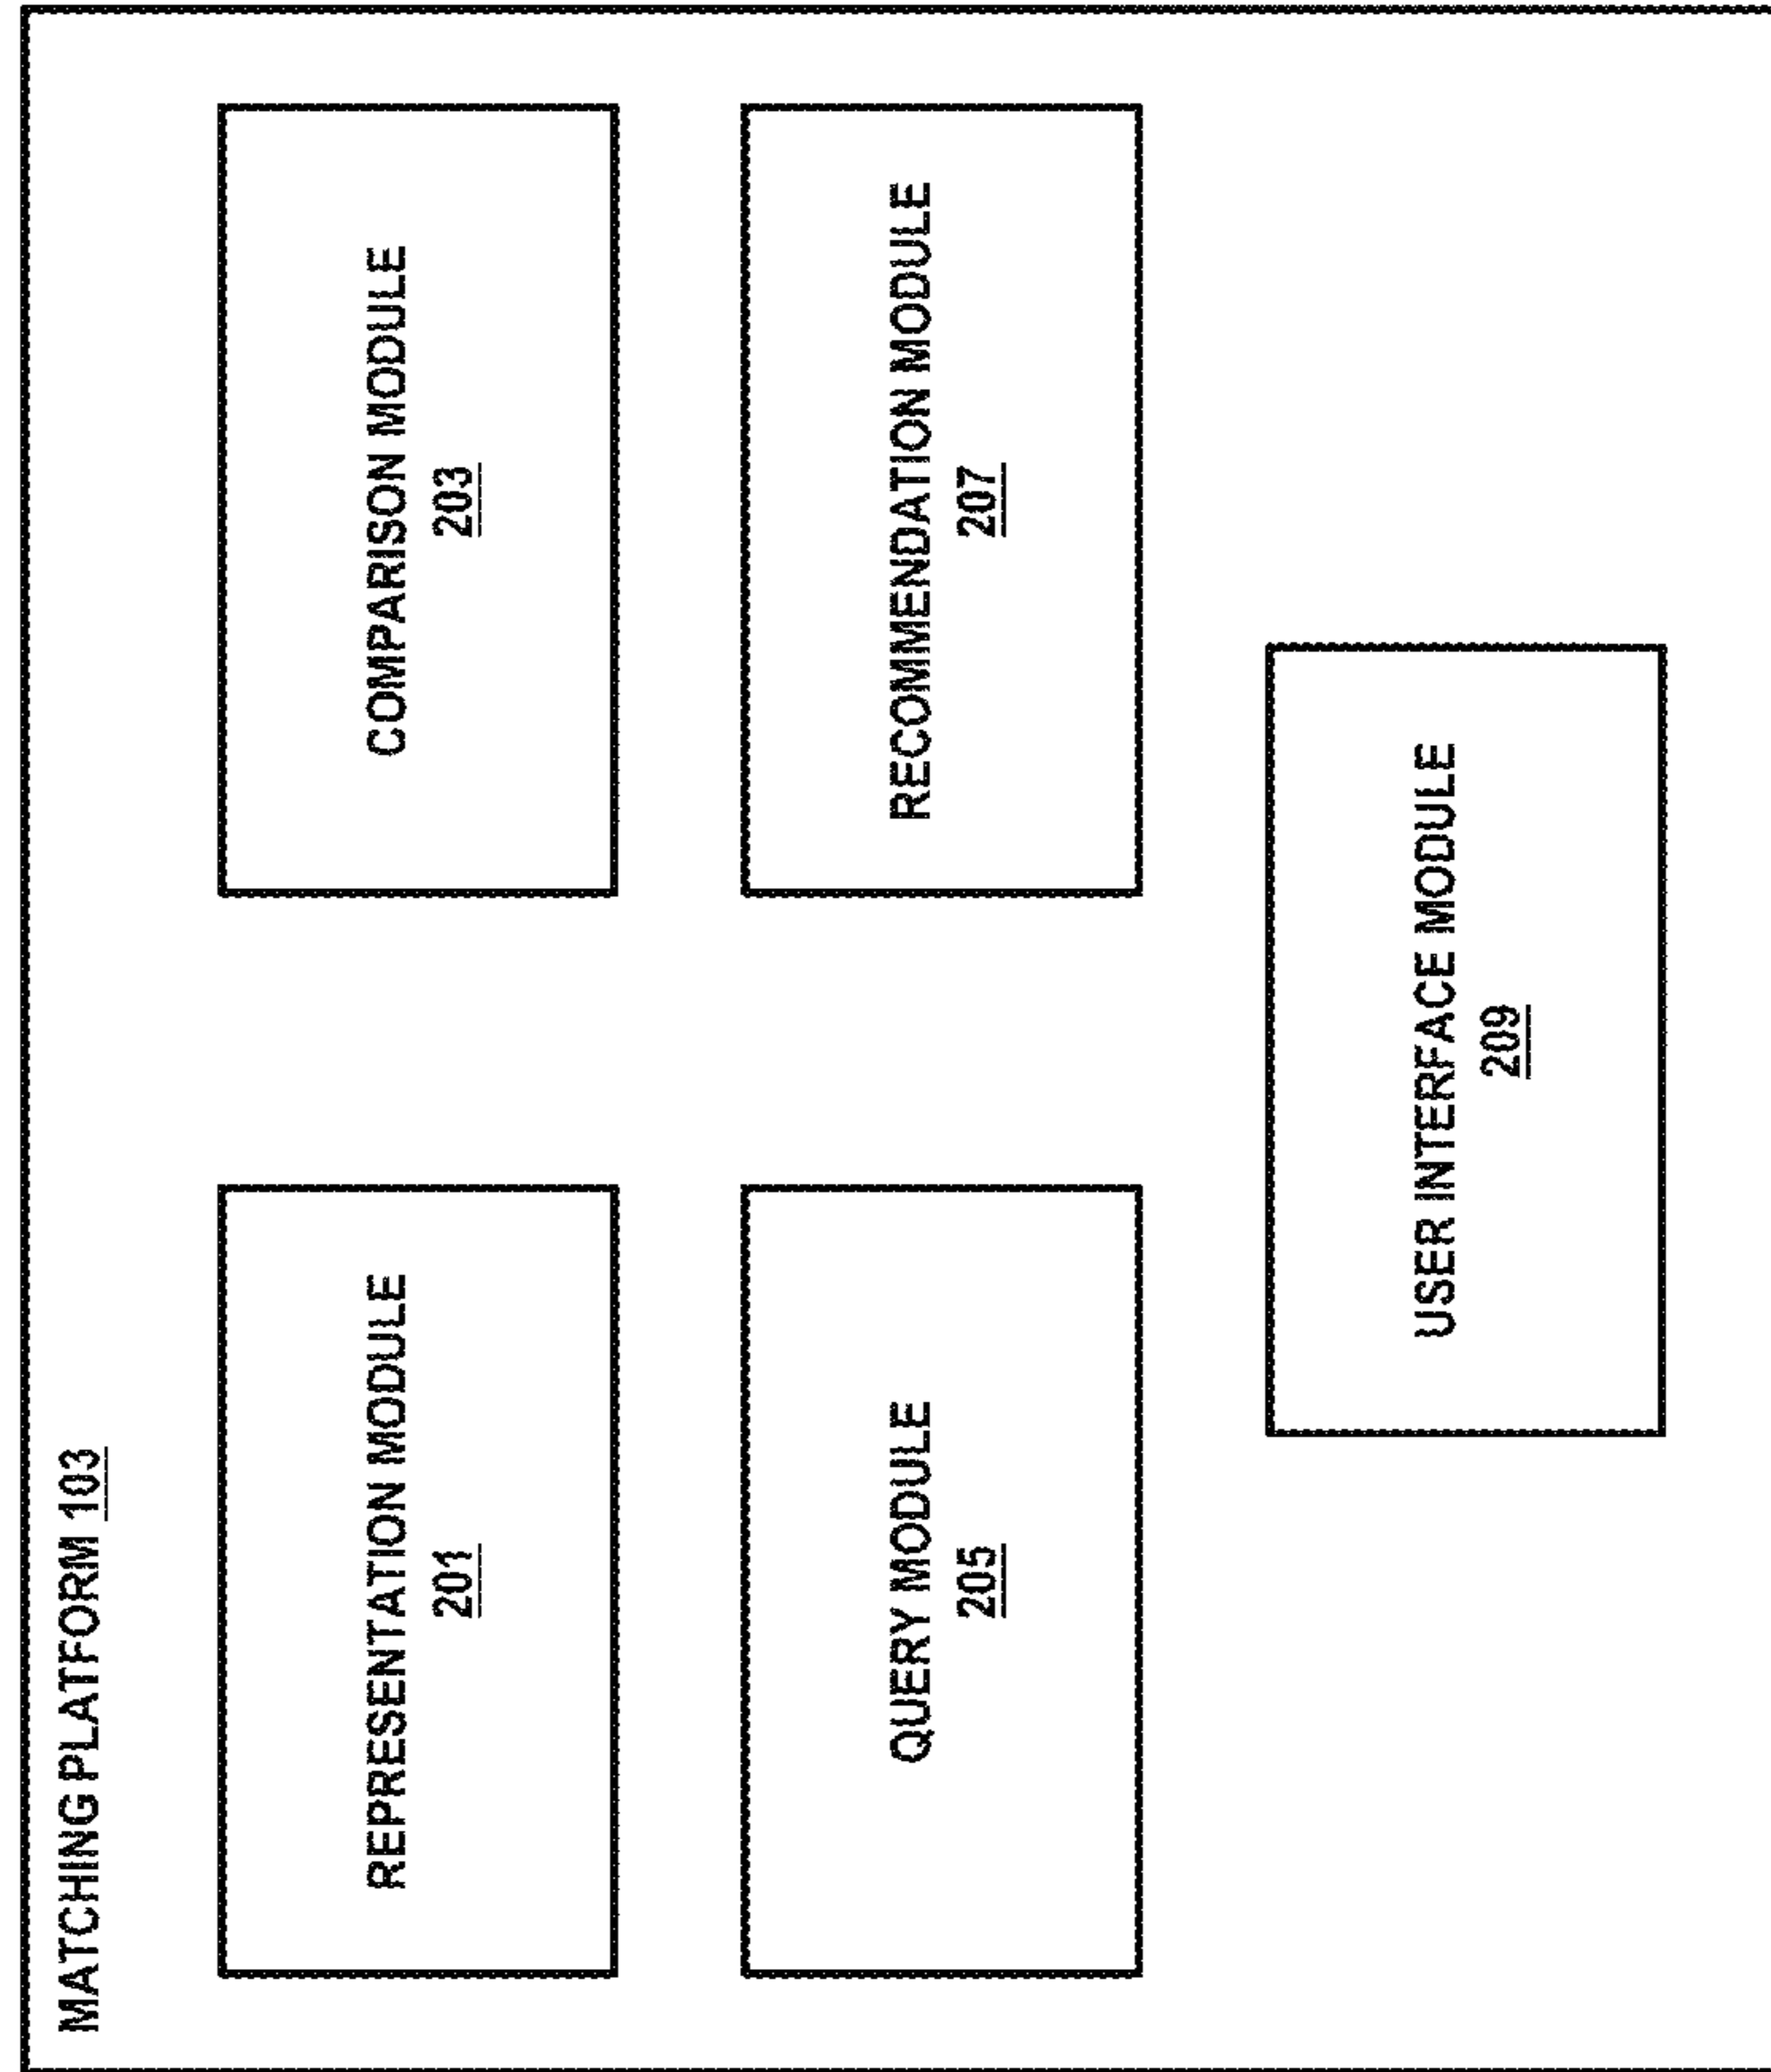 MATCHING PLATFORM 103
REPRESENTATION MODULE
201
COMPARISON MODULE
203
QUERY MODULE
205
RECOMMENDATION MODULE
207
USER INTERFACE MODULE
209